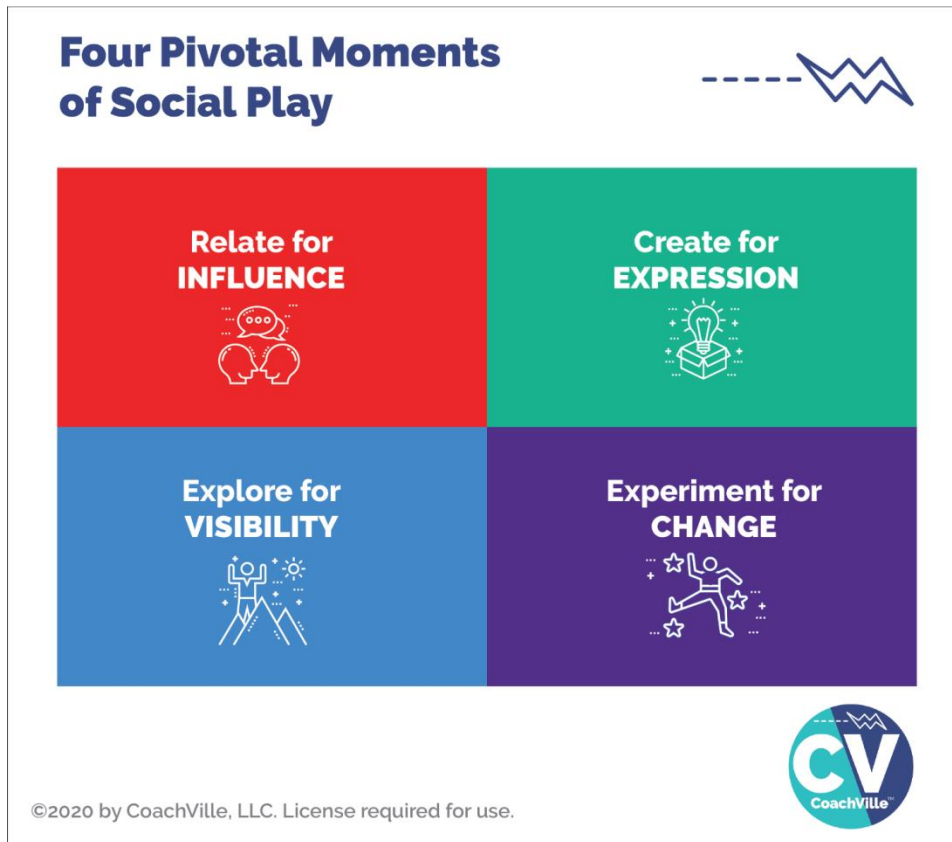 Four Pivotal Moments
of Social Play
Relate for
INFLUENCE
Create for
EXPRESSION
Explore for
VISIBILITY
Experiment for
CHANGE
CV
CoachVille™
©2020 by CoachVille, LLC. License required for use.